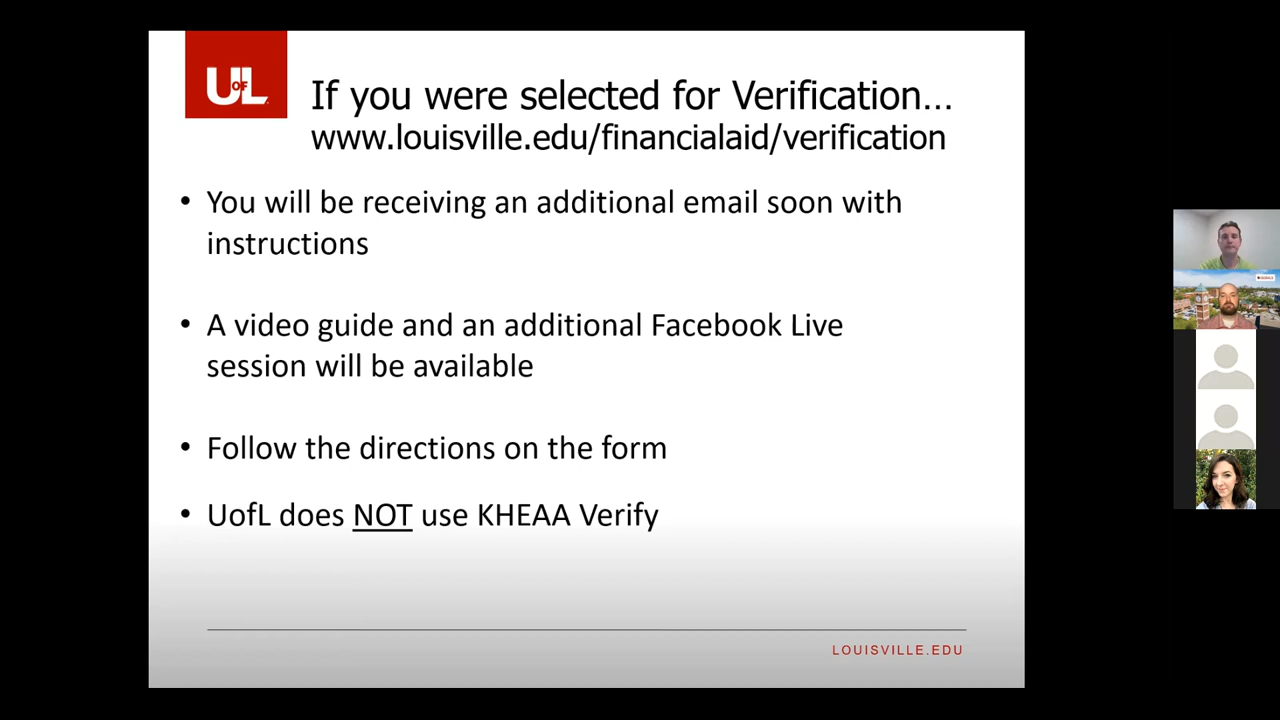 UofL
If you were selected for Verification...
www.louisville.edu/financialaid/verification
• You will be receiving an additional email soon with
instructions
• A video guide and an additional Facebook Live
session will be available
• Follow the directions on the form
• UofL does NOT use KHEAA Verify
LOUISVILLE.EDU